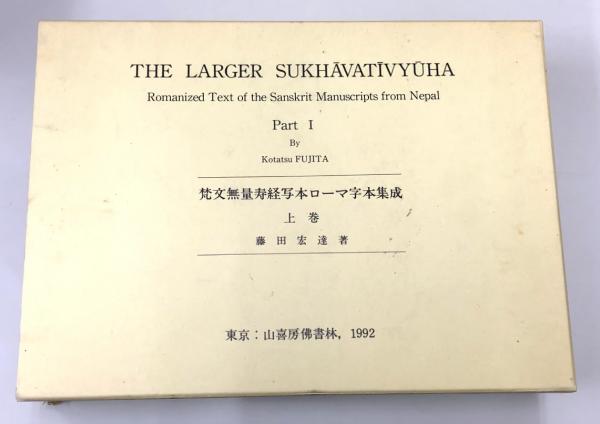 THE LARGER SUKHĀVATĪVYŪHA
Romanized Text of the Sanskrit Manuscripts from Nepal
Part I
By
Kotatsu FUJITA
梵文無量寿経写本ローマ字本集成
上巻
藤田宏達著
東京：山喜房佛書林，1992